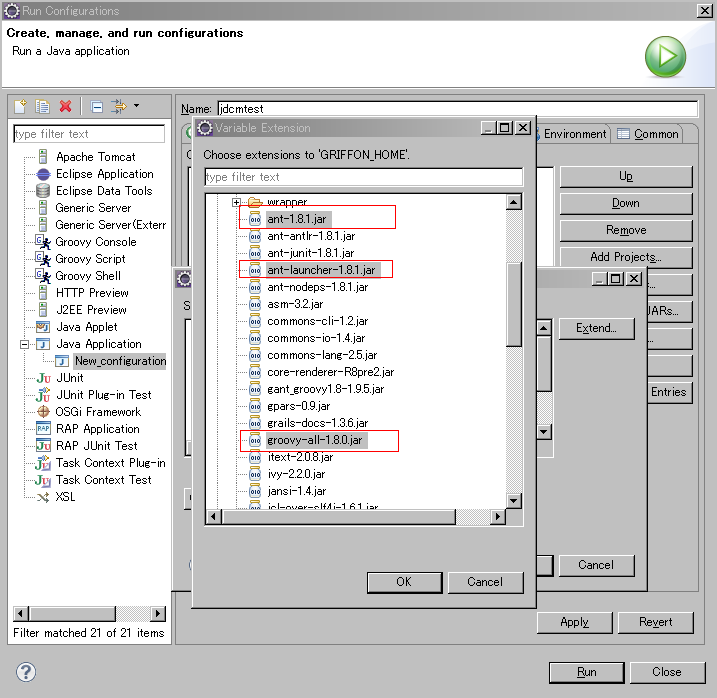 Run Configurations
Create, manage, and run configurations
Run a Java application
type filter text
Apache Tomcat
Eclipse Application
Eclipse Data Tools
Generic Server
Generic Server(Extern
Groovy Console
Groovy Script
Groovy Shell
HTTP Preview
J2EE Preview
Java Applet
Java Application
New_configuration
JUnit
JUnit Plug-in Test
OSGi Framework
RAP Application
RAP JUnit Test
Task Context Plug-in
Task Context Test
XSL
Filter matched 21 of 21 items
Name: jdcmtest
Environment
Common
Up
Down
Remove
Add Projects...
JARs...
Entries
Extend...
Cancel
Variable Extension
Choose extensions to 'GRIFFON_HOME'.
type filter text
wrapper
ant-1.8.1.jar
ant-antlr-1.8.1.jar
ant-junit-1.8.1.jar
ant-launcher-1.8.1.jar
ant-nodeps-1.8.1.jar
asm-3.2.jar
commons-cli-1.2.jar
commons-io-1.4.jar
commons-lang-2.5.jar
core-renderer-R8pre2.jar
gant_groovy1.8-1.9.5.jar
gpars-0.9.jar
grails-docs-1.3.6.jar
groovy-all-1.8.0.jar
itext-2.0.8.jar
ivy-2.2.0.jar
jansi-1.4.jar
jcl-over-slf4j-1.6.1.jar
OK
Cancel
Apply
Revert
Run
Close